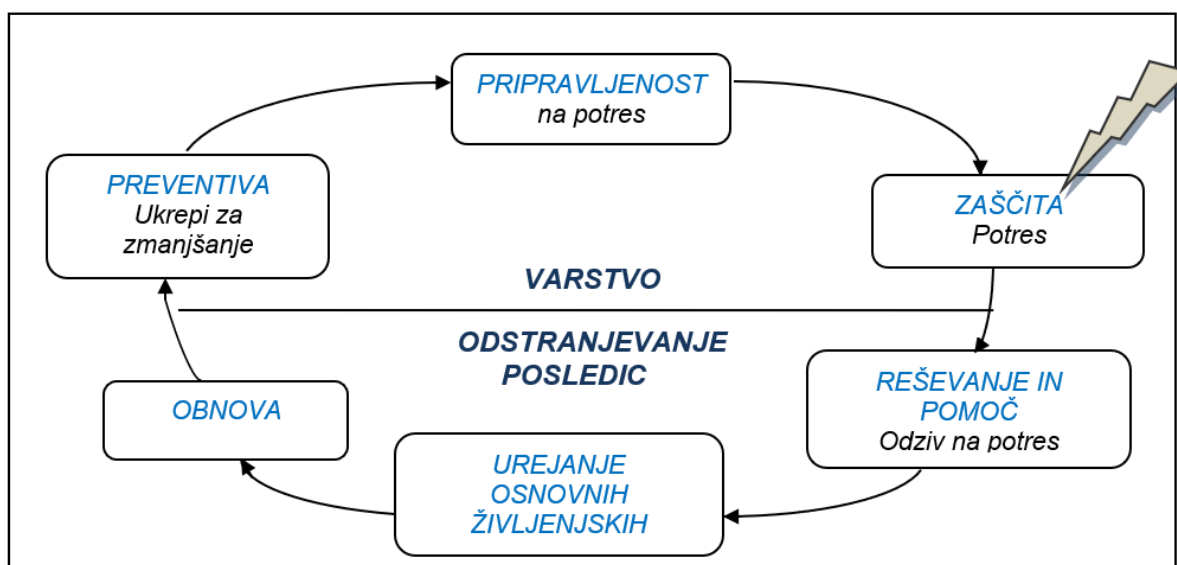 PRIPRAVLJENOST
na potres
PREVENTIVA
Ukrepi za
zmanjšanje
ZAŠČITA
Potres
VARSTVO
ODSTRANJEVANJE
POSLEDIC
REŠEVANJE IN
POMOČ
Odziv na potres
OBNOVA
UREJANJE
OSNOVNIH
ŽIVLJENJSKIH